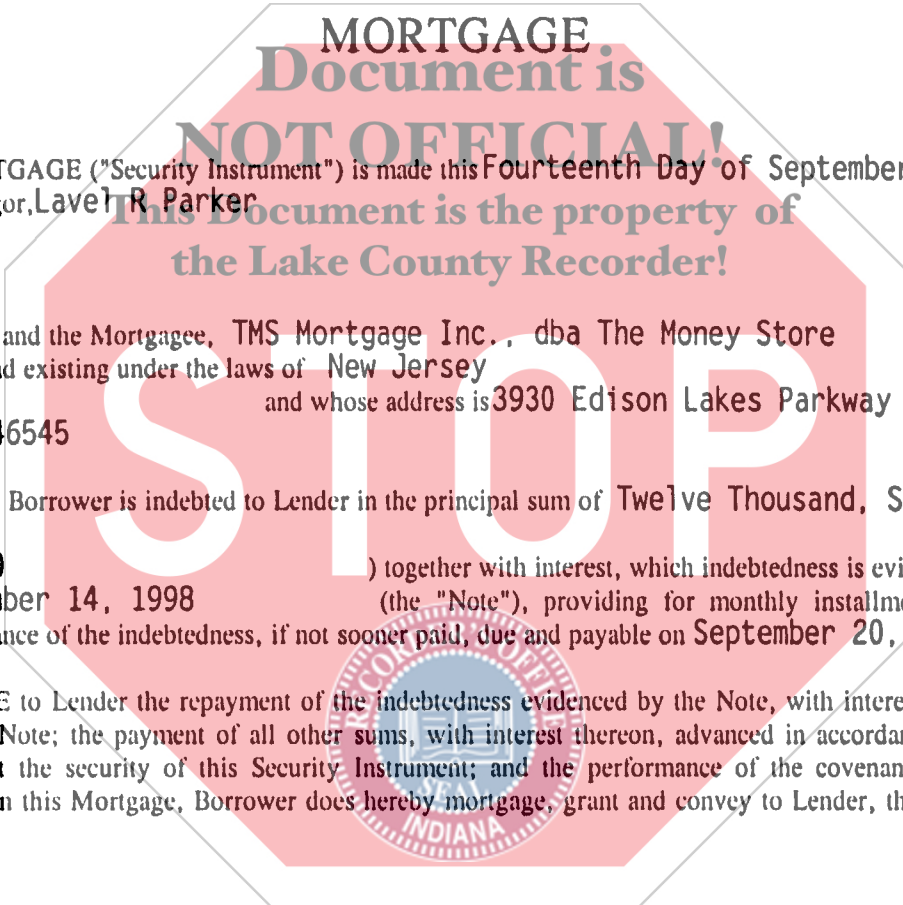 MORTGAGE
Document is
NOT OFFICIAL!
TGAGE ("Security Instrument") is made this Fourteenth Day of September
or, Lavel R Parker
This Document is the property of
the Lake County Recorder!
and the Mortgagee, TMS Mortgage Inc., dba The Money Store
d existing under the laws of New Jersey
and whose address is 3930 Edison Lakes Parkway
46545
STOP
Borrower is indebted to Lender in the principal sum of Twelve Thousand, S
) together with interest, which indebtedness is evi
ber 14, 1998 (the "Note"), providing for monthly installme
nce of the indebtedness, if not sooner paid, due and payable on September 20,
E to Lender the repayment of the indebtedness evidenced by the Note, with intere
Note; the payment of all other sums, with interest thereon, advanced in accordan
t the security of this Security Instrument; and the performance of the covenan
n this Mortgage, Borrower does hereby mortgage, grant and convey to Lender, th
RECORDER'S OFFICE
SEAL
INDIANA